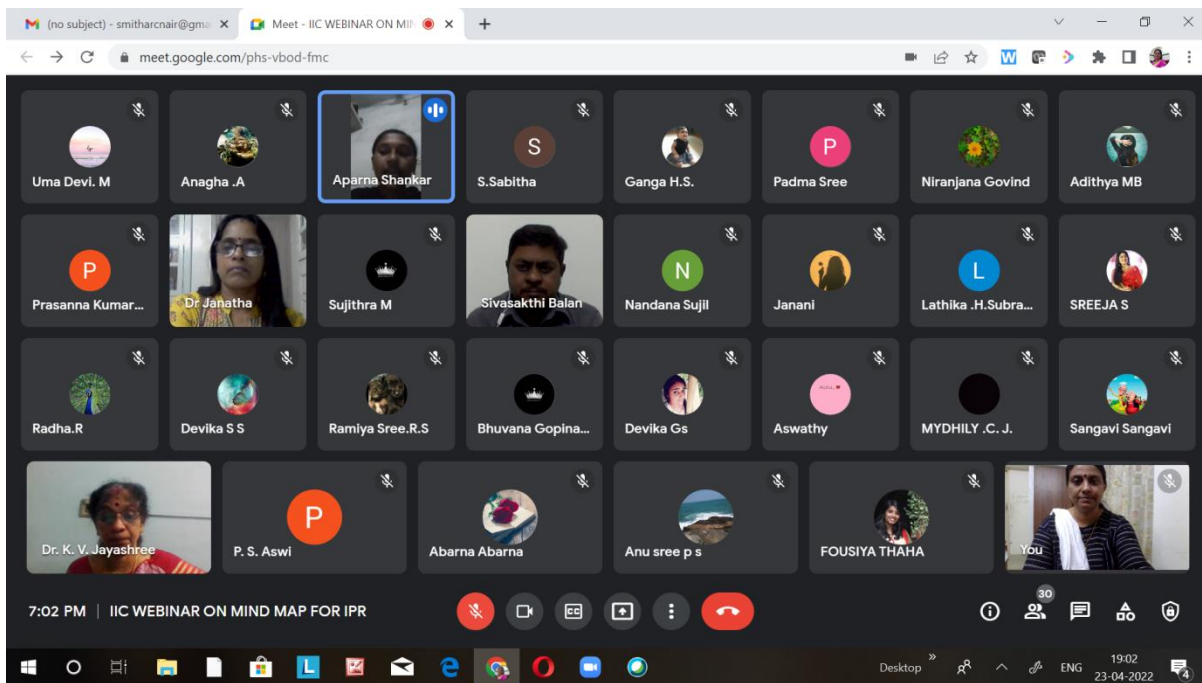 (no subject) - smitharcnair@gma
Meet - IIC WEBINAR ON MIN
meet.google.com/phs-vbod-fmc
Uma Devi. M
Anagha .A
Aparna Shankar
S
S.Sabitha
Ganga H.S.
P
Padma Sree
Niranjana Govind
Adithya MB
P
Prasanna Kumar...
Dr Janatha
Sujithra M
Sivasakthi Balan
N
Nandana Sujil
Janani
L
Lathika .H.Subra...
SREEJA S
Radha.R
Devika S S
Ramiya Sree.R.S
Bhuvana Gopina...
Devika Gs
Aswathy
MYDHILY .C. J.
Sangavi Sangavi
Dr. K. V. Jayashree
P
P. S. Aswi
Abarna Abarna
Anu sree p s
FOUSIYA THAHA
You
7:02 PM | IIC WEBINAR ON MIND MAP FOR IPR
30
Desktop
ENG
19:02
23-04-2022
4